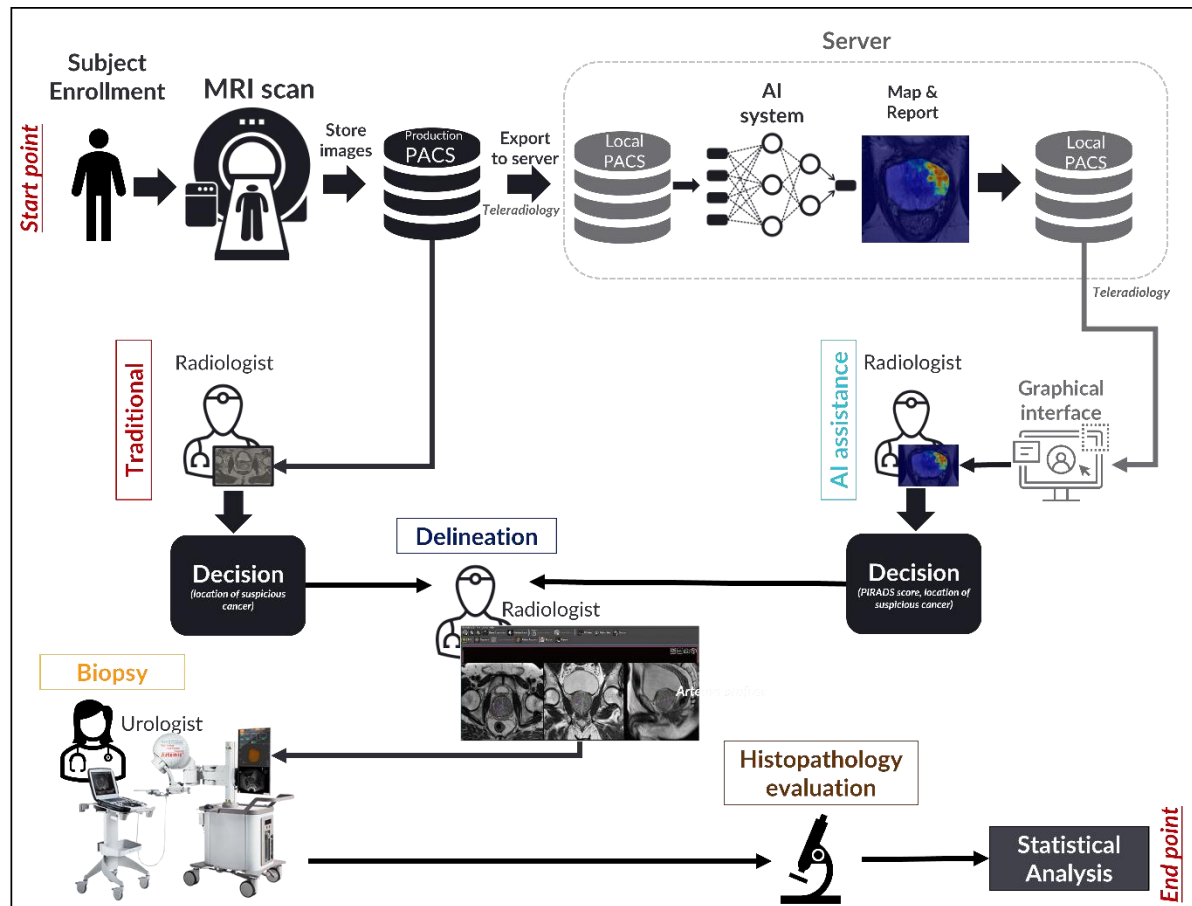 Server
Subject
Enrollment
MRI scan
Start point
Store
images
Production
PACS
Export
to server
Teleradiology
Local
PACS
AI
system
Map &
Report
Local
PACS
Teleradiology
Traditional
Radiologist
AI assistance
Radiologist
Graphical
interface
Decision
(location of suspicious
cancer)
Delineation
Radiologist
Decision
(PIRADS score, location of
suspicious cancer)
Biopsy
Urologist
Histopathology
evaluation
Statistical
Analysis
End point